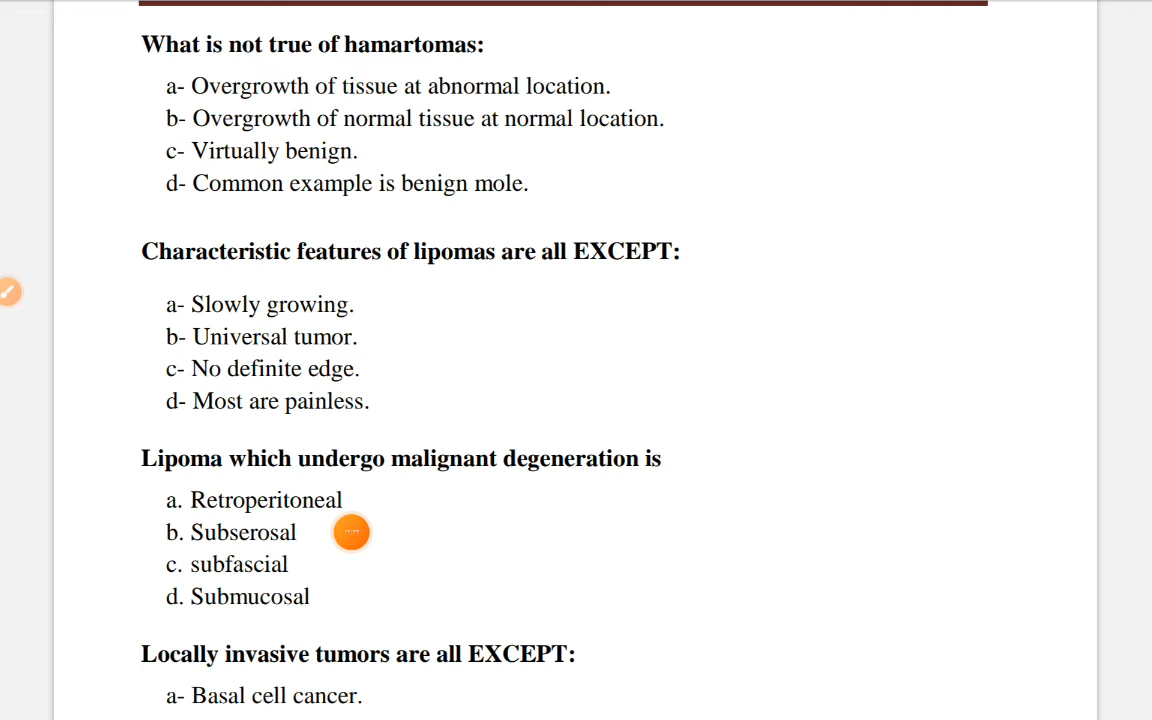 What is not true of hamartomas:
a- Overgrowth of tissue at abnormal location.
b- Overgrowth of normal tissue at normal location.
c- Virtually benign.
d- Common example is benign mole.
Characteristic features of lipomas are all EXCEPT:
a- Slowly growing.
b- Universal tumor.
c- No definite edge.
d- Most are painless.
Lipoma which undergo malignant degeneration is
a. Retroperitoneal
b. Subserosal
c. subfascial
d. Submucosal
Locally invasive tumors are all EXCEPT:
a- Basal cell cancer.